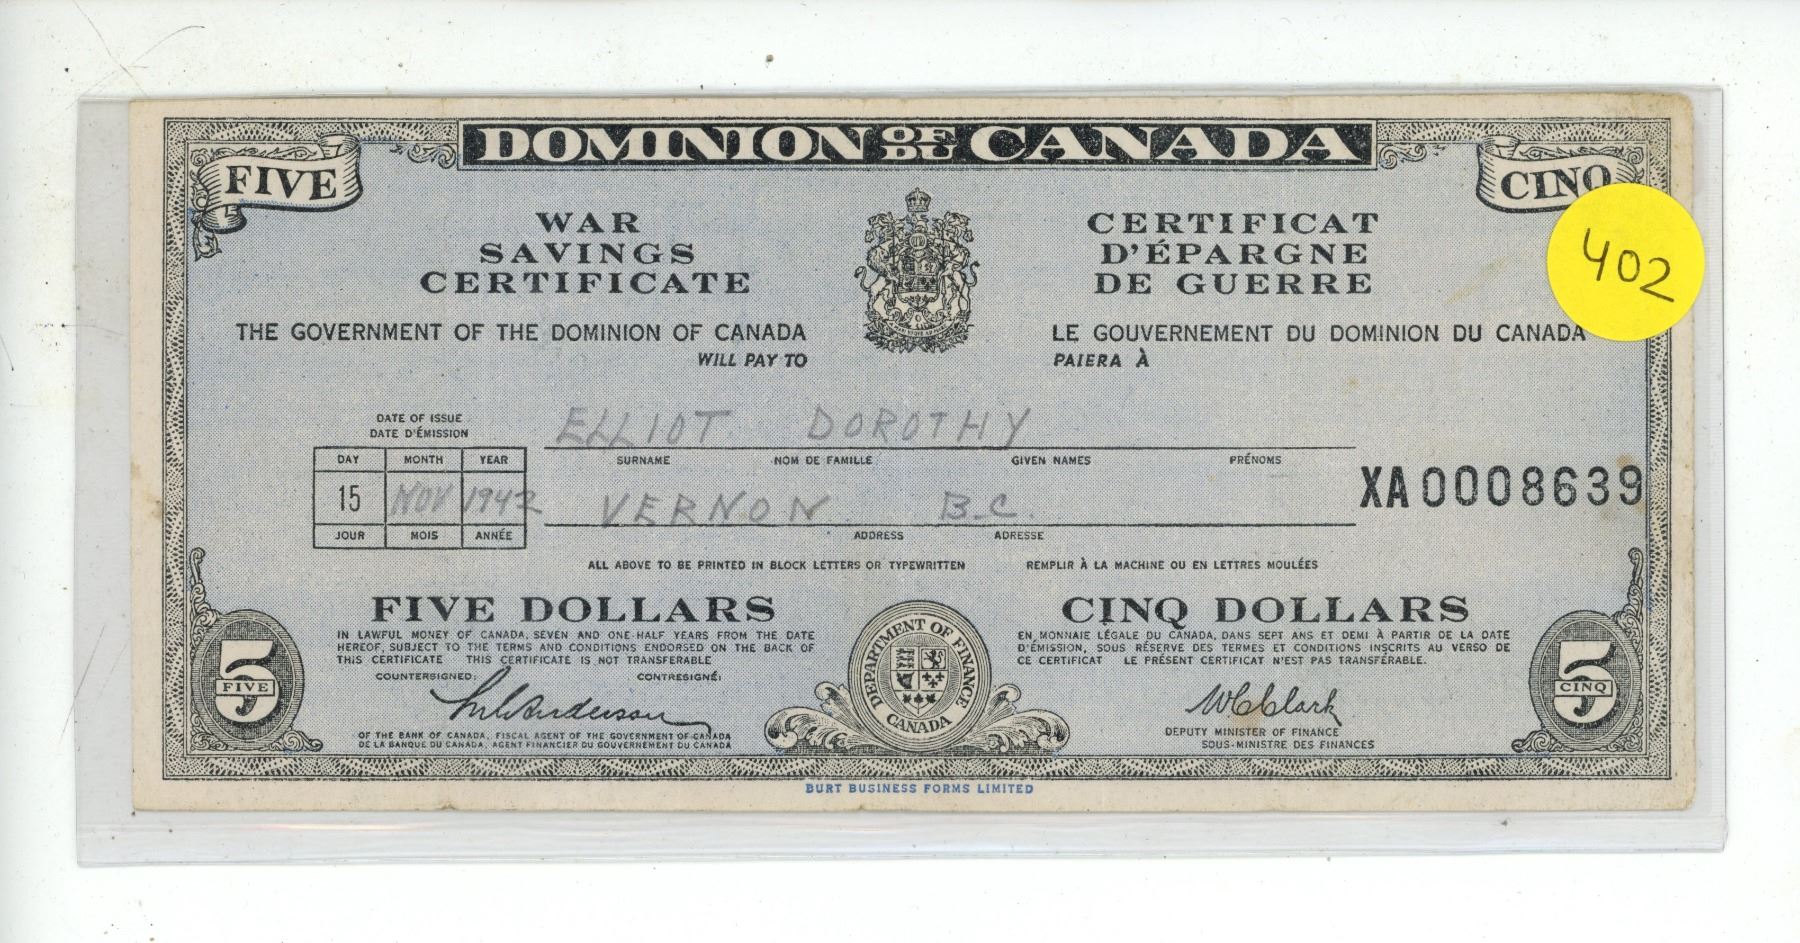 DOMINION OF DU CANADA
FIVE
CINQ
402
WAR
SAVINGS
CERTIFICATE
CERTIFICAT
D'ÉPARGNE
DE GUERRE
THE GOVERNMENT OF THE DOMINION OF CANADA
WILL PAY TO
LE GOUVERNEMENT DU DOMINION DU CANADA
PAIERA À
DATE OF ISSUE
DATE D'ÉMISSION
ELLIOT DOROTHY
DAY MONTH YEAR
SURNAME NOM DE FAMILLE GIVEN NAMES PRÉNOMS
15 NOV 1942
VERNON B.C.
XA0008639
JOUR MOIS ANNÉE
ADDRESS ADRESSE
ALL ABOVE TO BE PRINTED IN BLOCK LETTERS OR TYPEWRITTEN REMPLIR À LA MACHINE OU EN LETTRES MOULÉES
FIVE DOLLARS
IN LAWFUL MONEY OF CANADA, SEVEN AND ONE-HALF YEARS FROM THE DATE
HEREOF, SUBJECT TO THE TERMS AND CONDITIONS ENDORSED ON THE BACK OF
THIS CERTIFICATE THIS CERTIFICATE IS NOT TRANSFERABLE
COUNTERSIGNED: CONTRESIGNÉ:
OF THE BANK OF CANADA, FISCAL AGENT OF THE GOVERNMENT OF CANADA
DE LA BANQUE DU CANADA, AGENT FINANCIER DU GOUVERNEMENT DU CANADA
5
FIVE
DEPARTMENT OF FINANCE
CANADA
CINQ DOLLARS
EN MONNAIE LÉGALE DU CANADA, DANS SEPT ANS ET DEMI À PARTIR DE LA DATE
D'ÉMISSION, SOUS RÉSERVE DES TERMES ET CONDITIONS INSCRITS AU VERSO DE
CE CERTIFICAT LE PRÉSENT CERTIFICAT N'EST PAS TRANSFÉRABLE.
WCClark
DEPUTY MINISTER OF FINANCE
SOUS-MINISTRE DES FINANCES
5
CINQ
BURT BUSINESS FORMS LIMITED